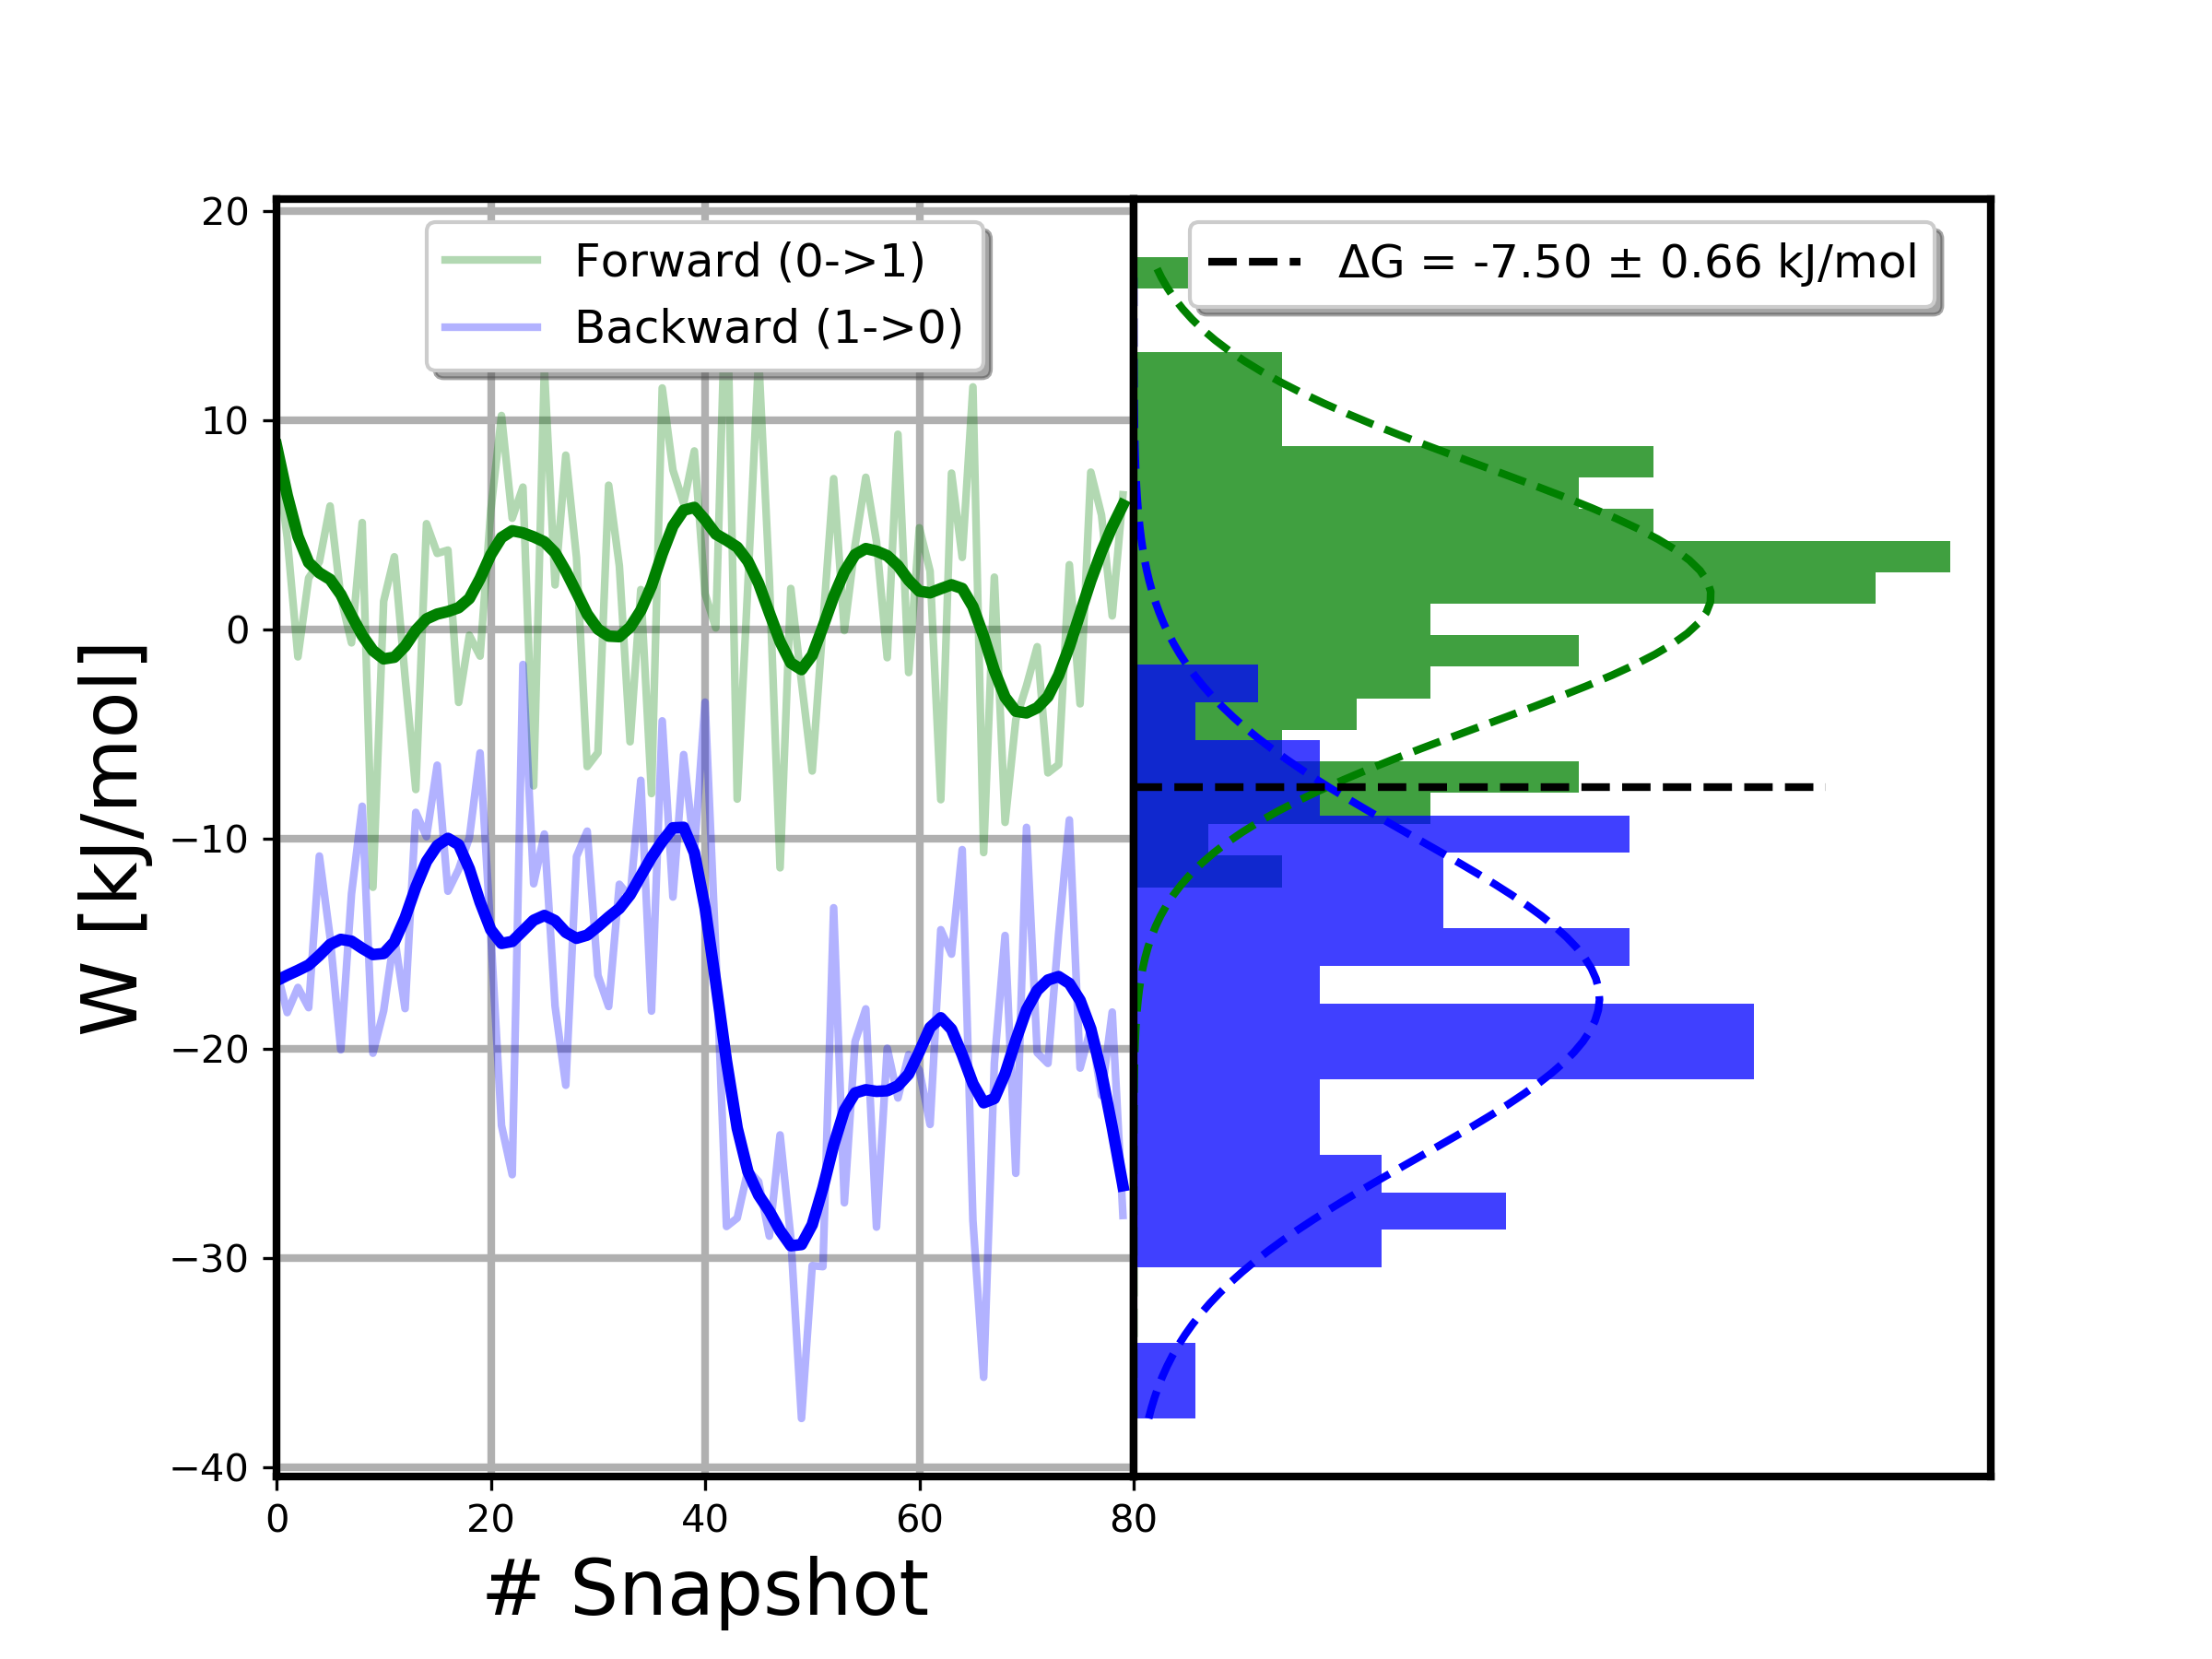 20
10
0
−10
−20
−30
−40
W [kJ/mol]
Forward (0->1)
Backward (1->0)
ΔG = -7.50 ± 0.66 kJ/mol
0 20 40 60 80
# Snapshot